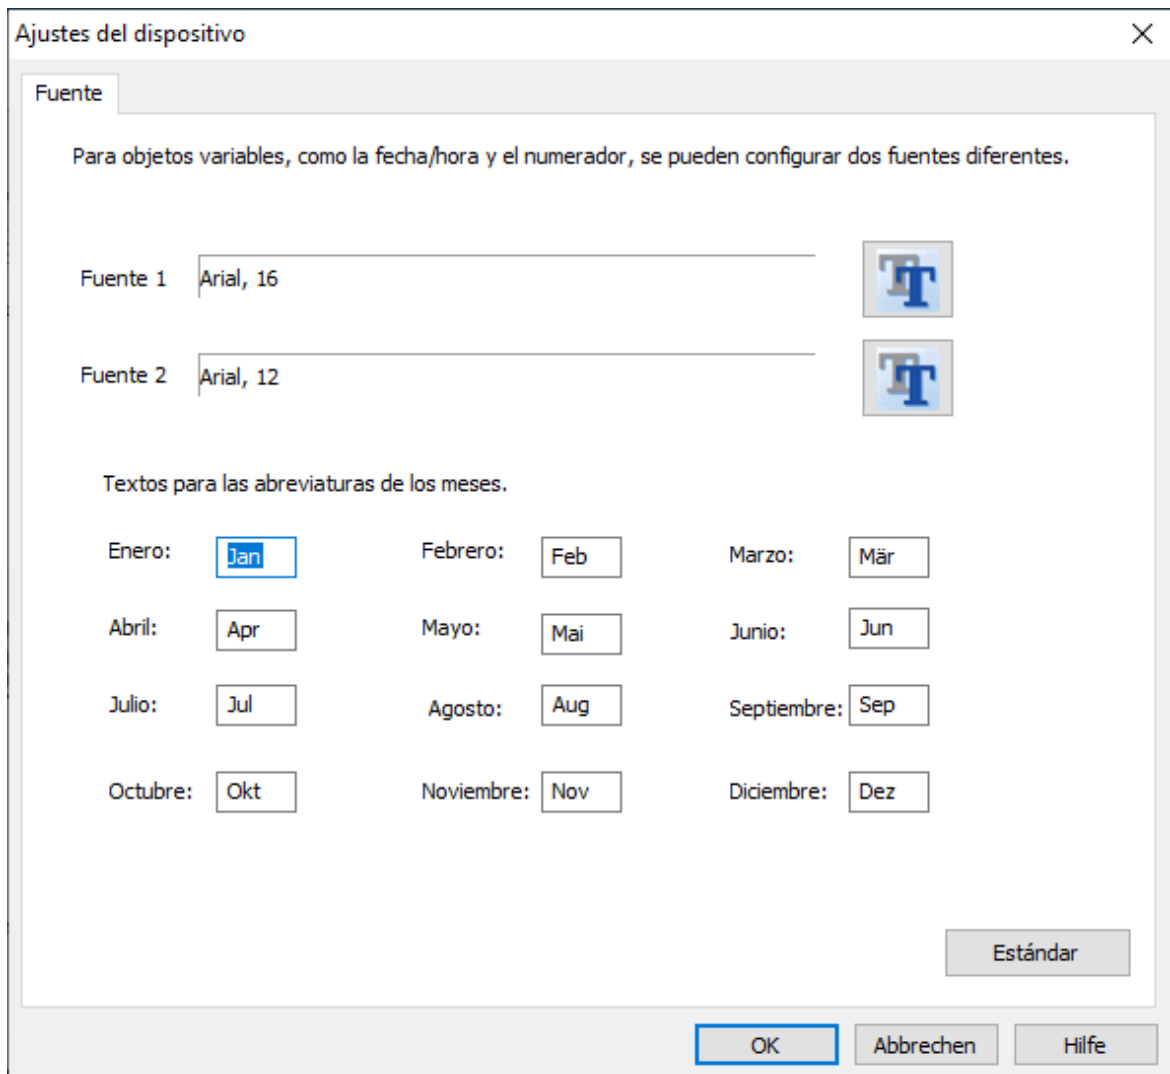 Ajustes del dispositivo
Fuente
Para objetos variables, como la fecha/hora y el numerador, se pueden configurar dos fuentes diferentes.
Fuente 1 Arial, 16
Fuente 2 Arial, 12
Textos para las abreviaturas de los meses.
Enero: Jan Febrero: Feb Marzo: Mär
Abril: Apr Mayo: Mai Junio: Jun
Julio: Jul Agosto: Aug Septiembre: Sep
Octubre: Okt Noviembre: Nov Diciembre: Dez
Estándar
OK Abbrechen Hilfe